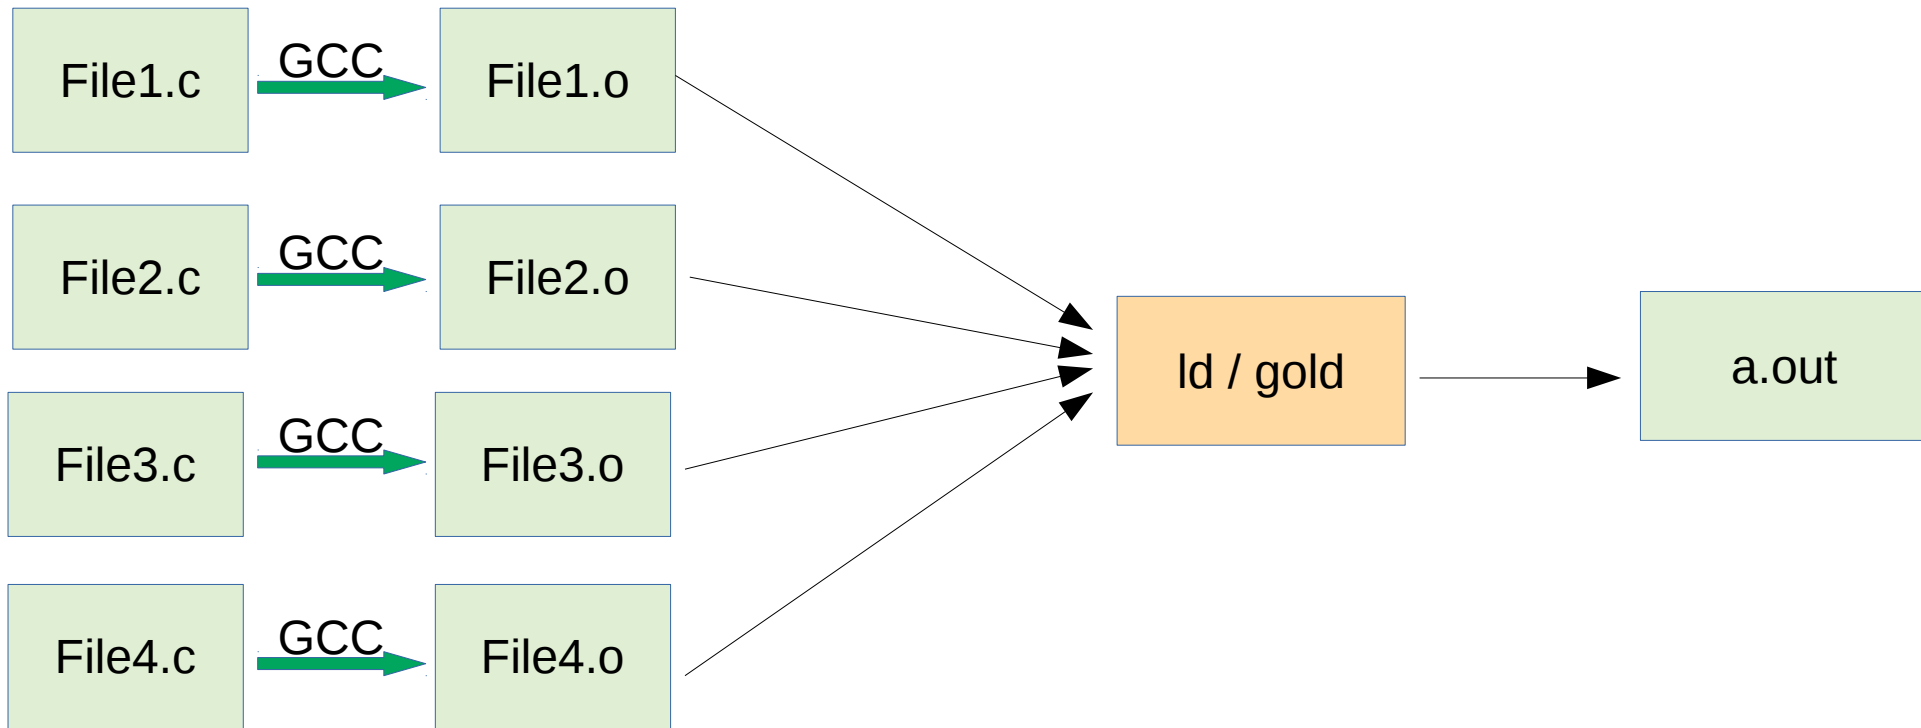 File1.c
GCC
File1.o
File2.c
GCC
File2.o
File3.c
GCC
File3.o
File4.c
GCC
File4.o
ld / gold
a.out